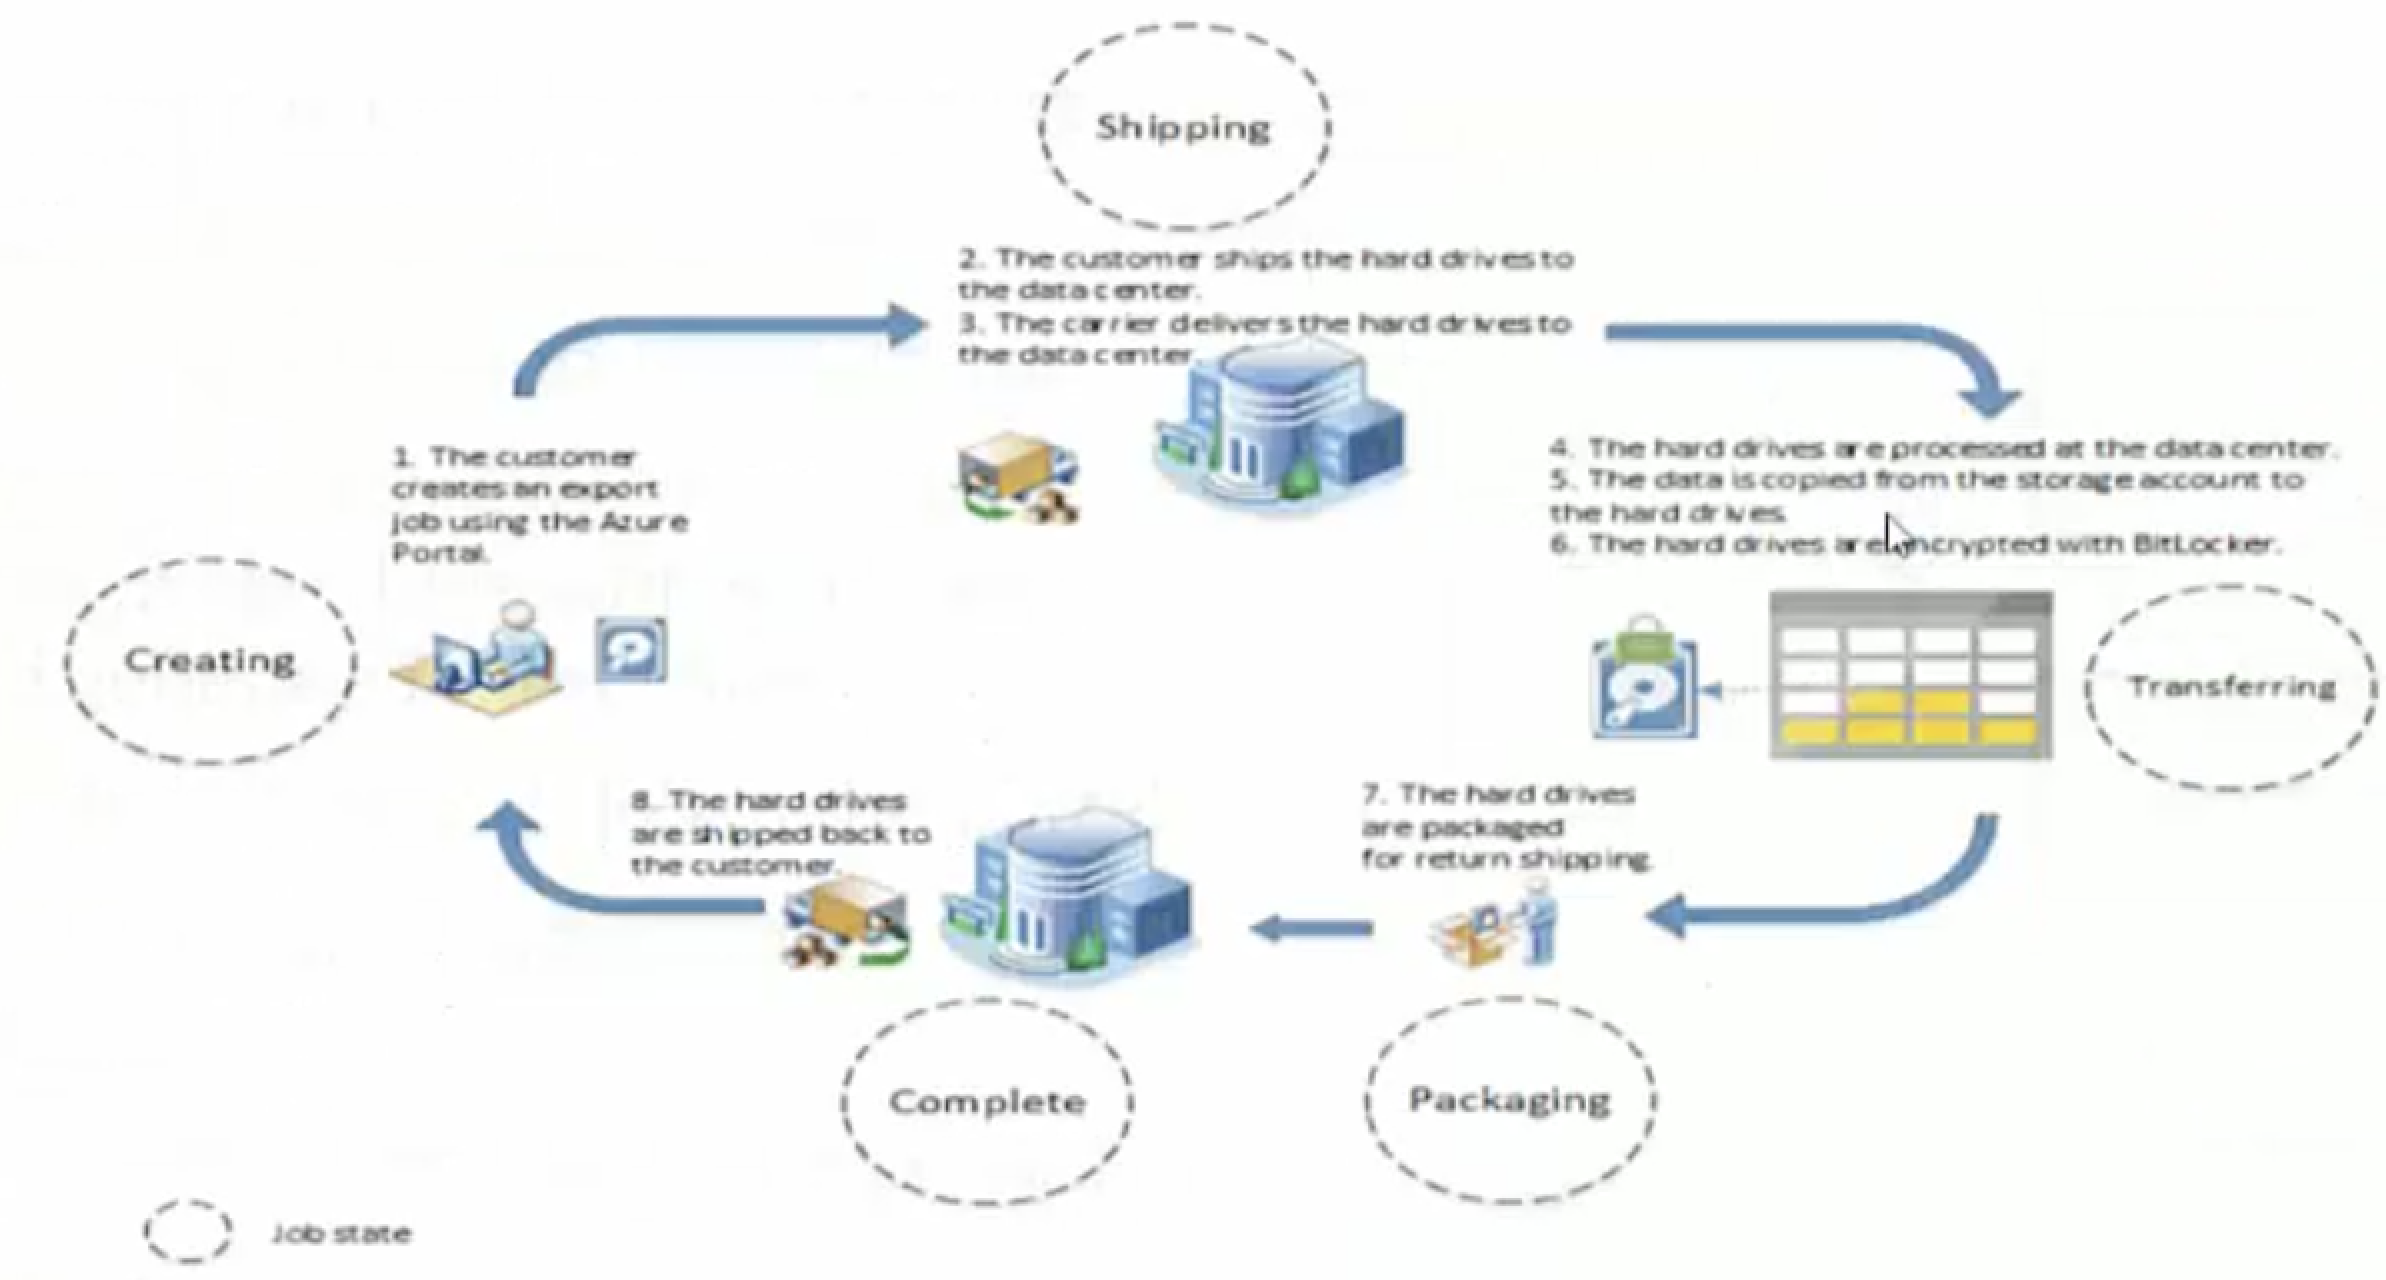 Shipping
2. The customer ships the hard drives to
the data center.
3. The carrier delivers the hard drives to
the data center.
1. The customer
creates an export
job using the Azure
Portal.
4. The hard drives are processed at the data center.
5. The data is copied from the storage account to
the hard drives.
6. The hard drives are encrypted with BitLocker.
Creating
Transferring
8. The hard drives
are shipped back to
the customer.
7. The hard drives
are packaged
for return shipping.
Complete
Packaging
Job state